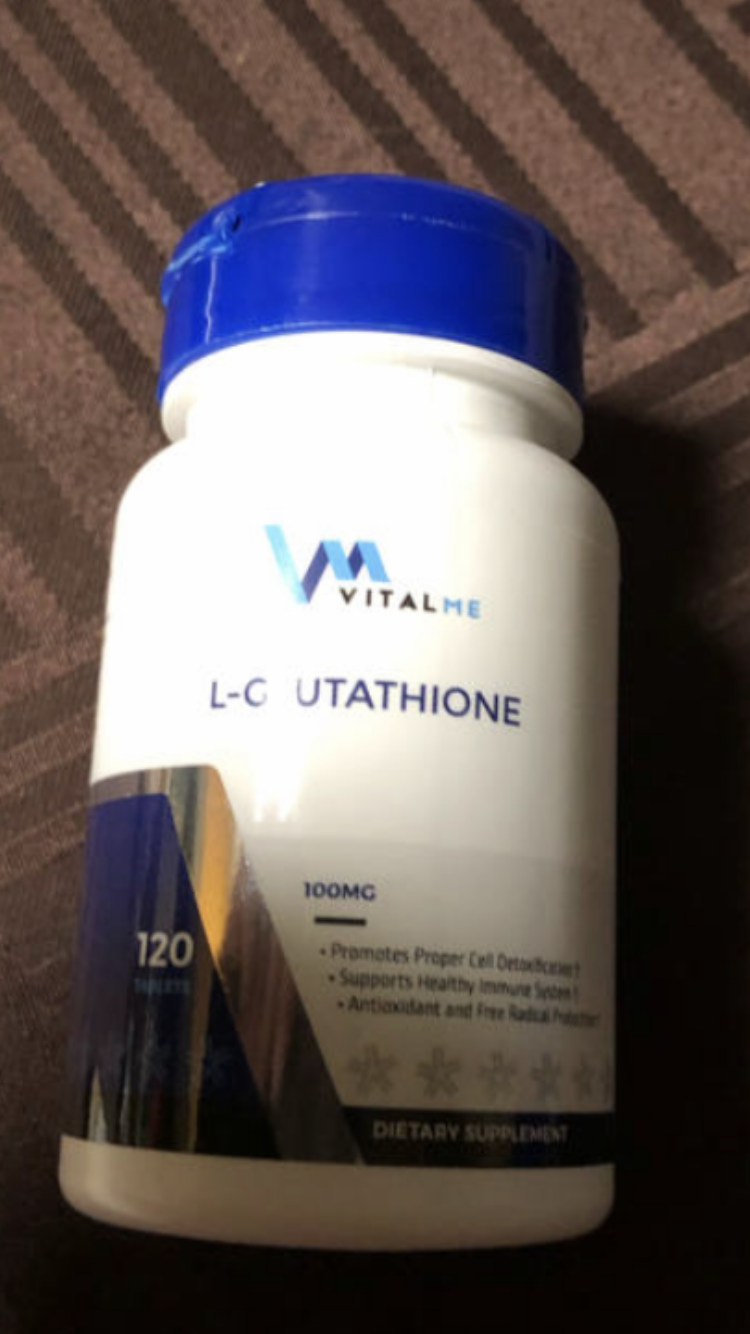 VITALME
L-G UTATHIONE
100MG
• Promotes Proper Cell Detoxification†
• Supports Healthy Immune System†
• Antioxidant and Free Radical Protection†
120
TABLETS
DIETARY SUPPLEMENT